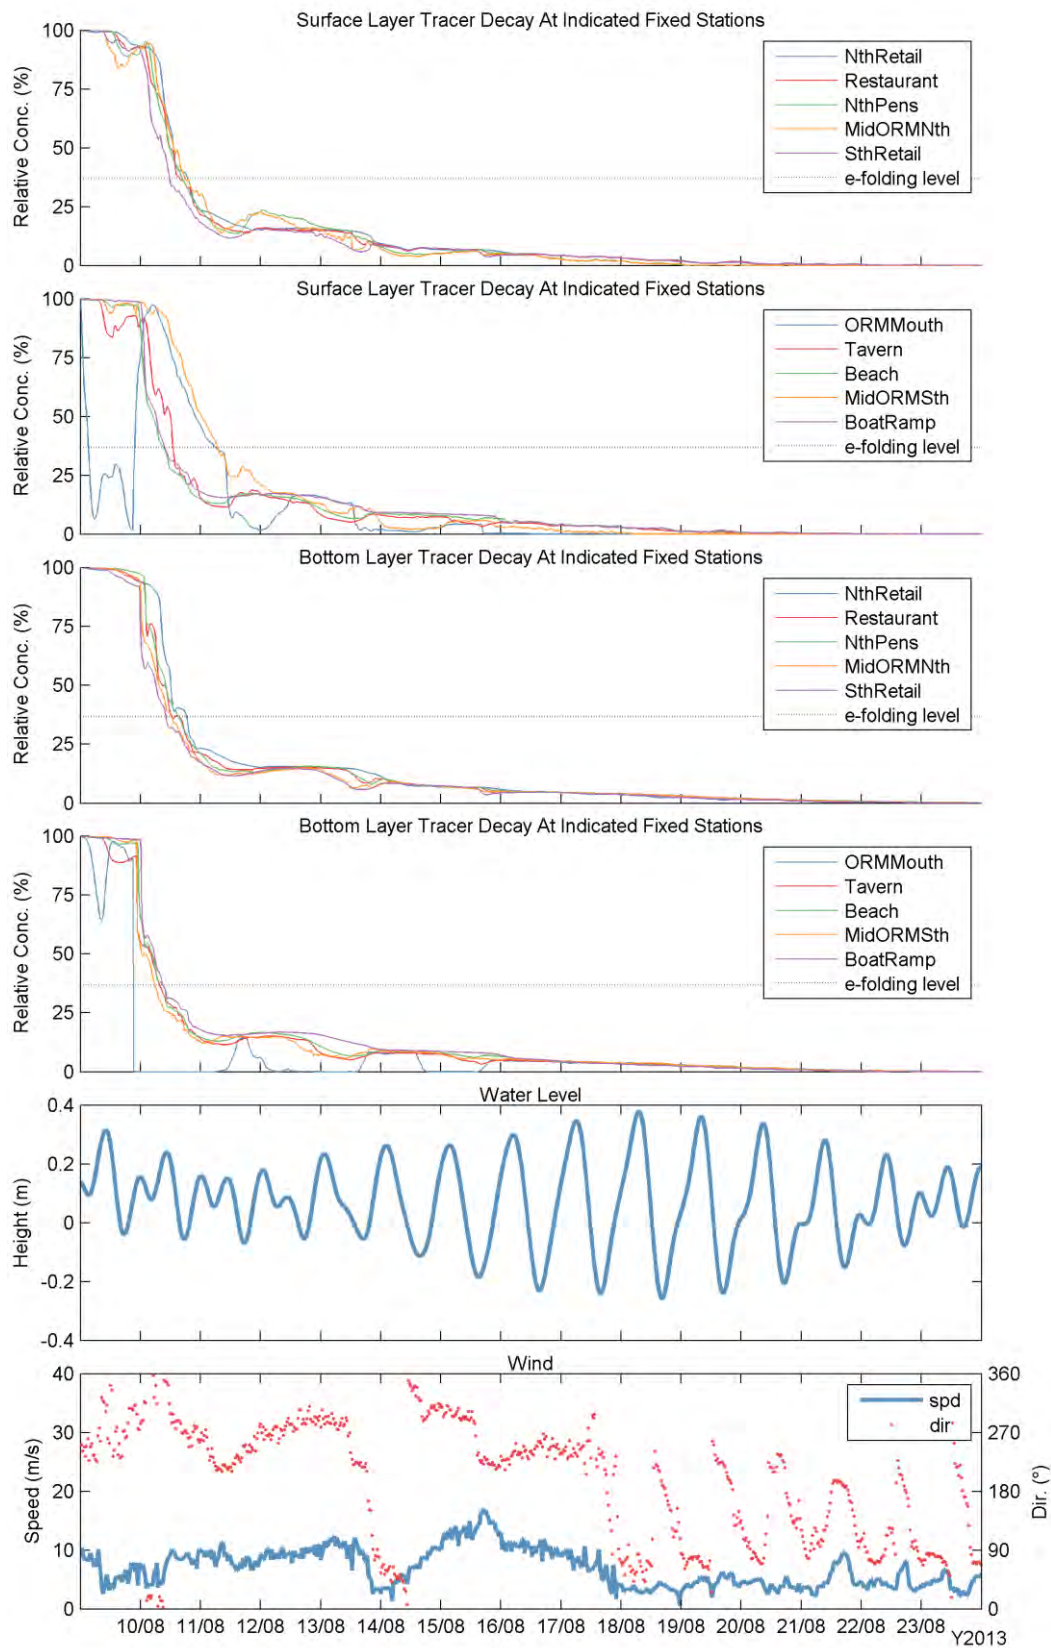 Surface Layer Tracer Decay At Indicated Fixed Stations
Relative Conc. (%)
100
75
50
25
0
NthRetail
Restaurant
NthPens
MidORMNth
SthRetail
e-folding level
Surface Layer Tracer Decay At Indicated Fixed Stations
Relative Conc. (%)
100
75
50
25
0
ORMMouth
Tavern
Beach
MidORMSth
BoatRamp
e-folding level
Bottom Layer Tracer Decay At Indicated Fixed Stations
Relative Conc. (%)
100
75
50
25
0
NthRetail
Restaurant
NthPens
MidORMNth
SthRetail
e-folding level
Bottom Layer Tracer Decay At Indicated Fixed Stations
Relative Conc. (%)
100
75
50
25
0
ORMMouth
Tavern
Beach
MidORMSth
BoatRamp
e-folding level
Water Level
Height (m)
0.4
0.2
0
-0.2
-0.4
Wind
Speed (m/s)
40
30
20
10
0
spd
dir
360
270
180
90
0
Dir. (°)
10/08 11/08 12/08 13/08 14/08 15/08 16/08 17/08 18/08 19/08 20/08 21/08 22/08 23/08
Y2013